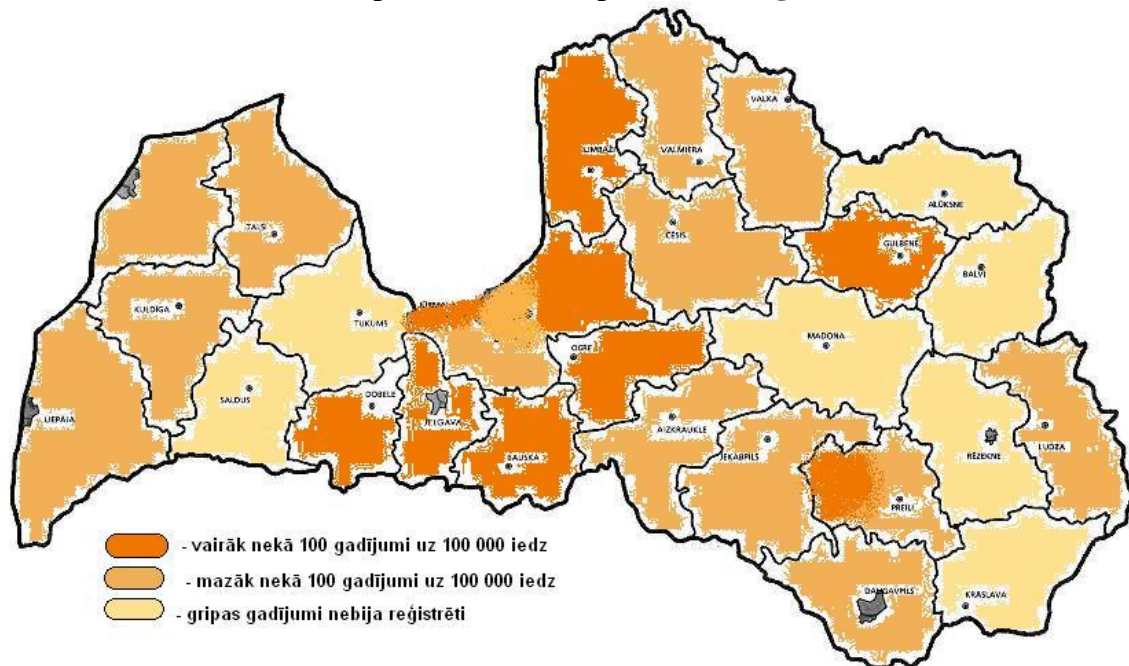 VALKA
LIMBAŽI
VALMIERA
ALŪKSNE
CĒSIS
TALSI
GULBENE
BALVI
KULDĪGA
TUKUMS
MADONA
OGRE
SALDUS
DOBELE
JELGAVA
LIEPĀJA
AIZKRAUKLE
LUDZA
JĒKABPILS
BAUSKA
RĒZEKNE
PREIĻI
DAUGAVPILS
KRĀSLAVA
- vairāk nekā 100 gadījumi uz 100 000 iedz
- mazāk nekā 100 gadījumi uz 100 000 iedz
- gripas gadījumi nebija reģistrēti